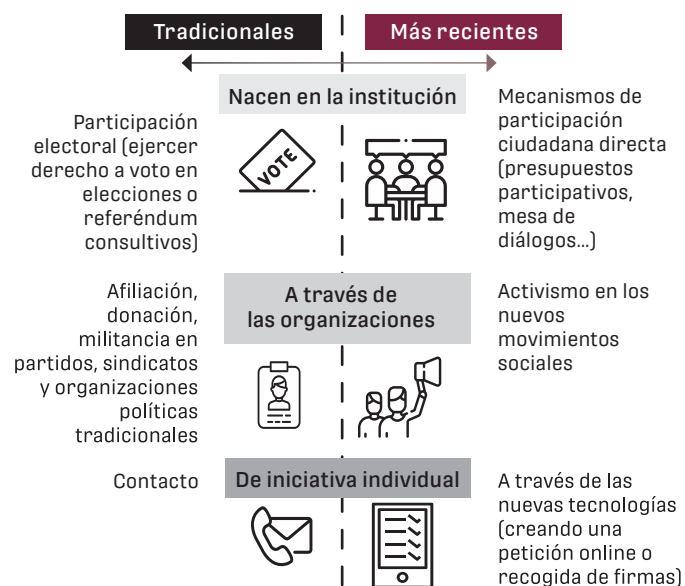 Tradicionales
Más recientes
Nacen en la institución
Participación
electoral (ejercer
derecho a voto en
elecciones o
referéndum
consultivos)
VOTE
Mecanismos de
participación
ciudadana directa
(presupuestos
participativos,
mesa de
diálogos...)
A través de
las organizaciones
Afiliación,
donación,
militancia en
partidos, sindicatos
y organizaciones
políticas
tradicionales
Activismo en los
nuevos
movimientos
sociales
De iniciativa individual
Contacto
A través de las
nuevas tecnologías
(creando una
petición online o
recogida de firmas)